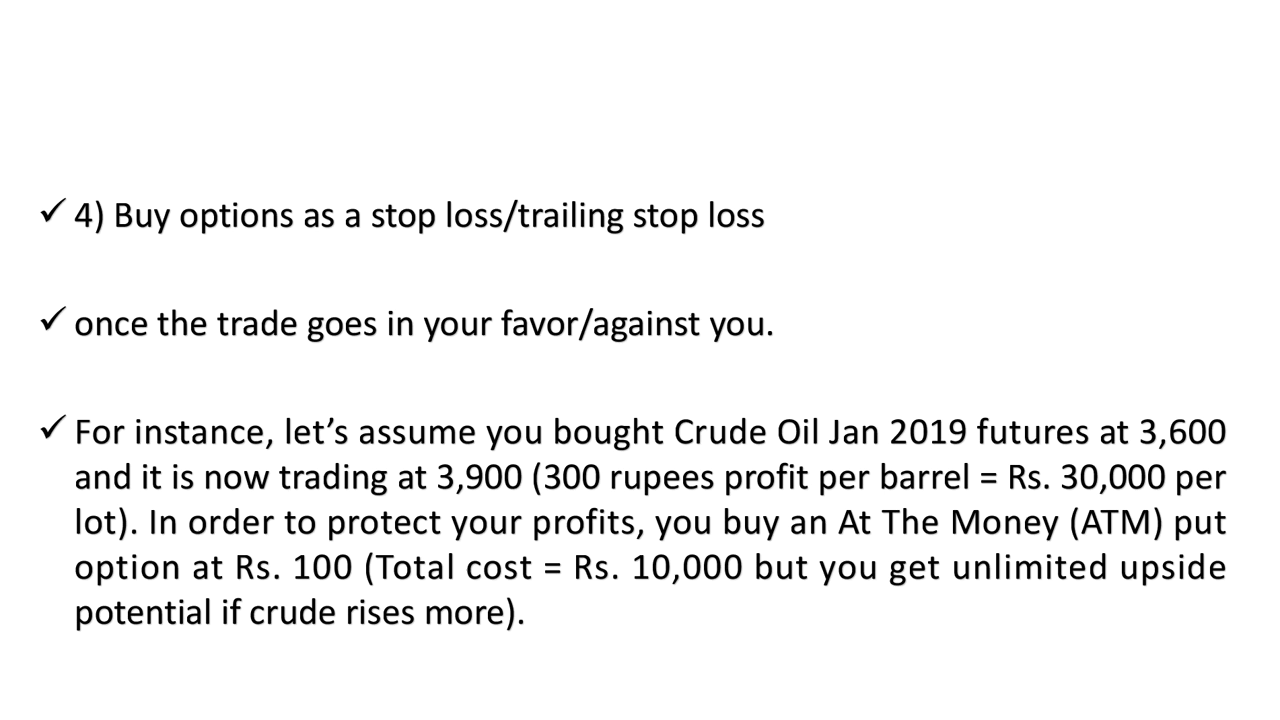 ✓ 4) Buy options as a stop loss/trailing stop loss
✓ once the trade goes in your favor/against you.
✓ For instance, let’s assume you bought Crude Oil Jan 2019 futures at 3,600
and it is now trading at 3,900 (300 rupees profit per barrel = Rs. 30,000 per
lot). In order to protect your profits, you buy an At The Money (ATM) put
option at Rs. 100 (Total cost = Rs. 10,000 but you get unlimited upside
potential if crude rises more).